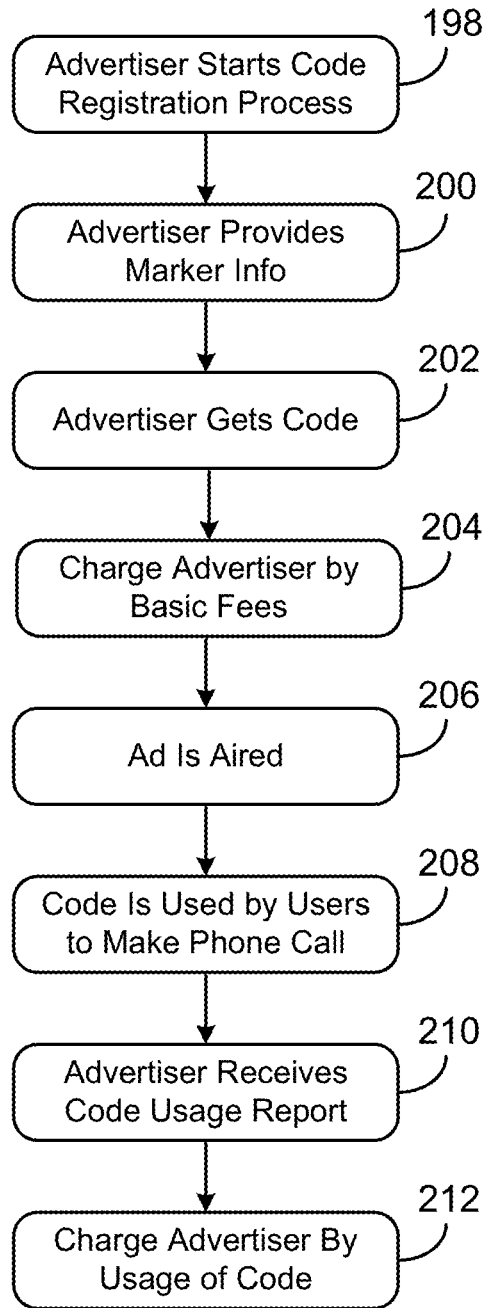 198
Advertiser Starts Code
Registration Process
200
Advertiser Provides
Marker Info
202
Advertiser Gets Code
204
Charge Advertiser by
Basic Fees
206
Ad Is Aired
208
Code Is Used by Users
to Make Phone Call
210
Advertiser Receives
Code Usage Report
212
Charge Advertiser By
Usage of Code